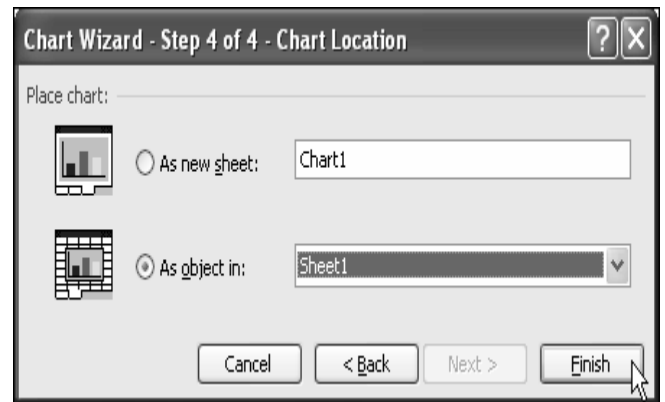 Chart Wizard - Step 4 of 4 - Chart Location
Place chart:
As new sheet: Chart1
As object in: Sheet1
Cancel < Back Next > Finish